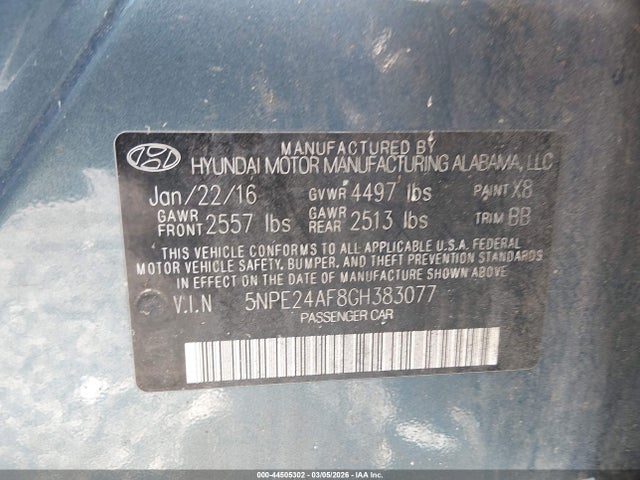 MANUFACTURED BY
HYUNDAI MOTOR MANUFACTURING ALABAMA, LLC
Jan/22/16 GVWR 4497 lbs PAINT X8
GAWR FRONT 2557 lbs GAWR REAR 2513 lbs TRIM BB
THIS VEHICLE CONFORMS TO ALL APPLICABLE U.S.A. FEDERAL
MOTOR VEHICLE SAFETY, BUMPER, AND THEFT PREVENTION STANDARDS
IN EFFECT ON THE DATE OF MANUFACTURE SHOWN ABOVE
V.I.N 5NPE24AF8GH383077
PASSENGER CAR
000-44505302 - 03/05/2026 - IAA Inc.